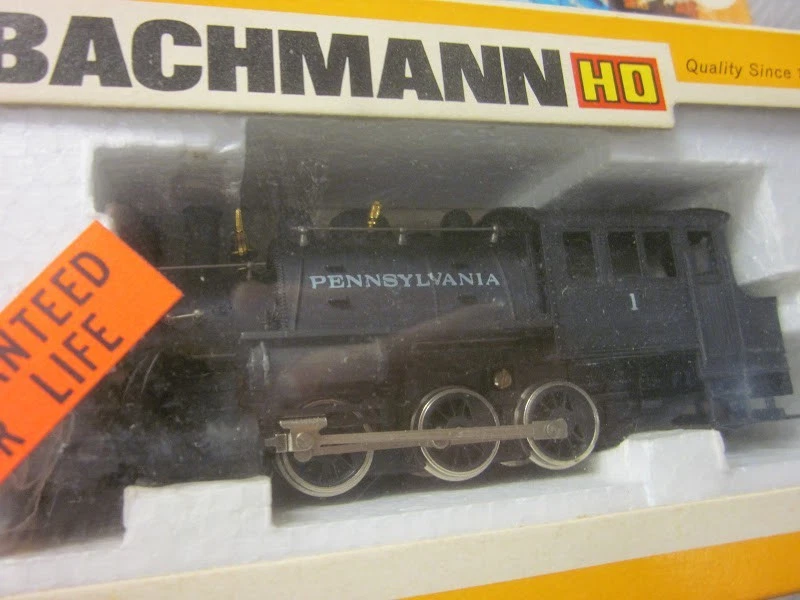 BACHMANN HO
Quality Since
PENNSYLVANIA
1
ANTEED
R LIFE